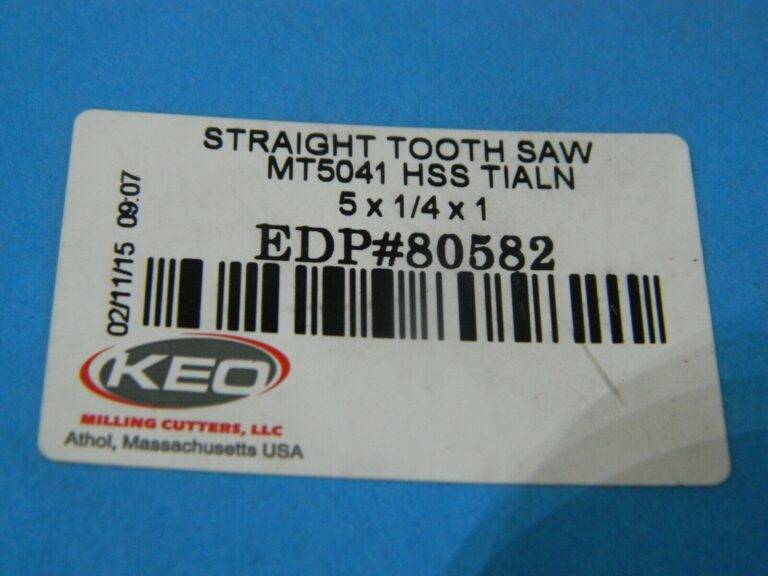 STRAIGHT TOOTH SAW
MT5041 HSS TIALN
5 x 1/4 x 1
EDP#80582
02/11/15 09:07
KEO
MILLING CUTTERS, LLC
Athol, Massachusetts USA